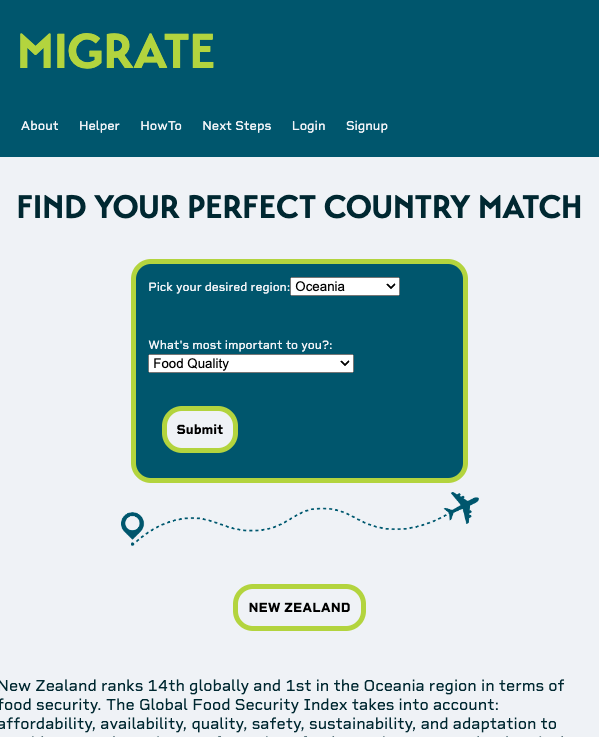 MIGRATE
About Helper HowTo Next Steps Login Signup
FIND YOUR PERFECT COUNTRY MATCH
Pick your desired region: Oceania
What's most important to you?:
Food Quality
Submit
NEW ZEALAND
New Zealand ranks 14th globally and 1st in the Oceania region in terms of
food security. The Global Food Security Index takes into account:
affordability, availability, quality, safety, sustainability, and adaptation to